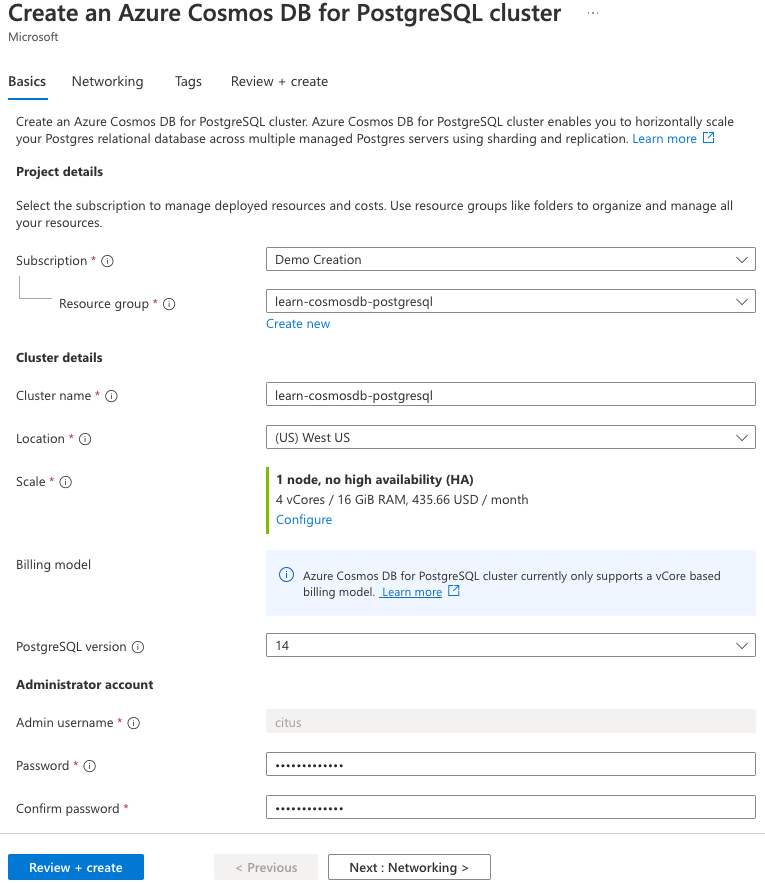 Create an Azure Cosmos DB for PostgreSQL cluster ...
Microsoft
Basics Networking Tags Review + create
Create an Azure Cosmos DB for PostgreSQL cluster. Azure Cosmos DB for PostgreSQL cluster enables you to horizontally scale
your Postgres relational database across multiple managed Postgres servers using sharding and replication. Learn more
Project details
Select the subscription to manage deployed resources and costs. Use resource groups like folders to organize and manage all
your resources.
Subscription * Demo Creation
Resource group * learn-cosmosdb-postgresql
Create new
Cluster details
Cluster name * learn-cosmosdb-postgresql
Location * (US) West US
Scale * 1 node, no high availability (HA)
4 vCores / 16 GiB RAM, 435.66 USD / month
Configure
Billing model
Azure Cosmos DB for PostgreSQL cluster currently only supports a vCore based
billing model. Learn more
PostgreSQL version 14
Administrator account
Admin username * citus
Password * •••••••••••••
Confirm password * •••••••••••••
Review + create < Previous Next : Networking >